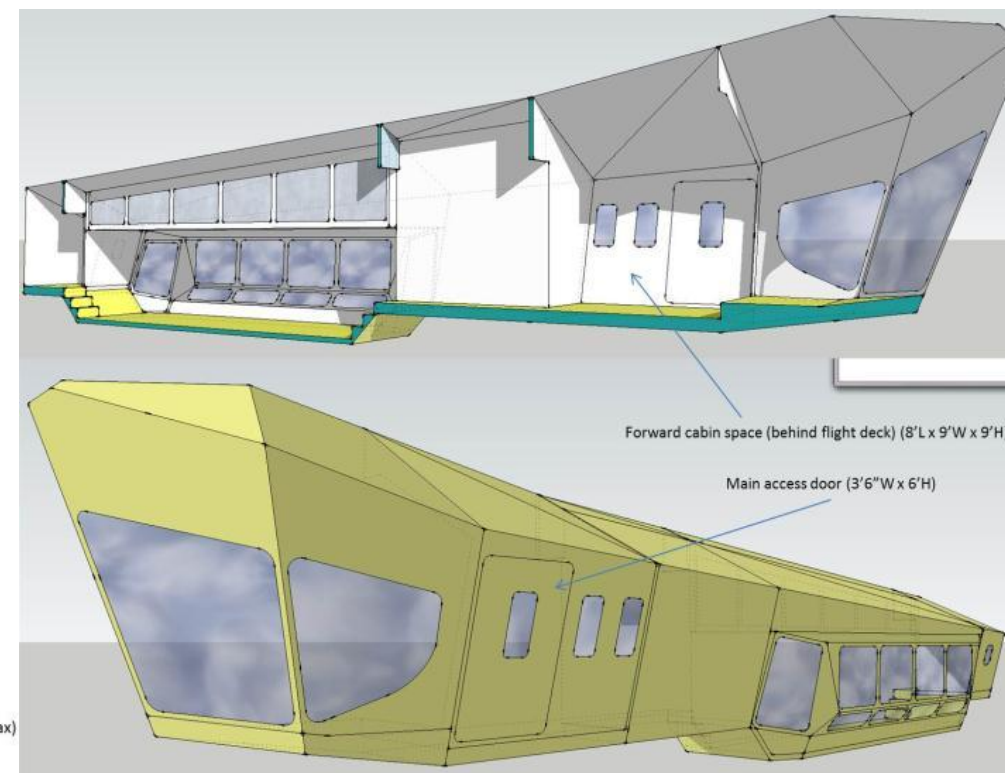 Forward cabin space (behind flight deck) (8'L x 9'W x 9'H
Main access door (3'6"W x 6'H)
ax)